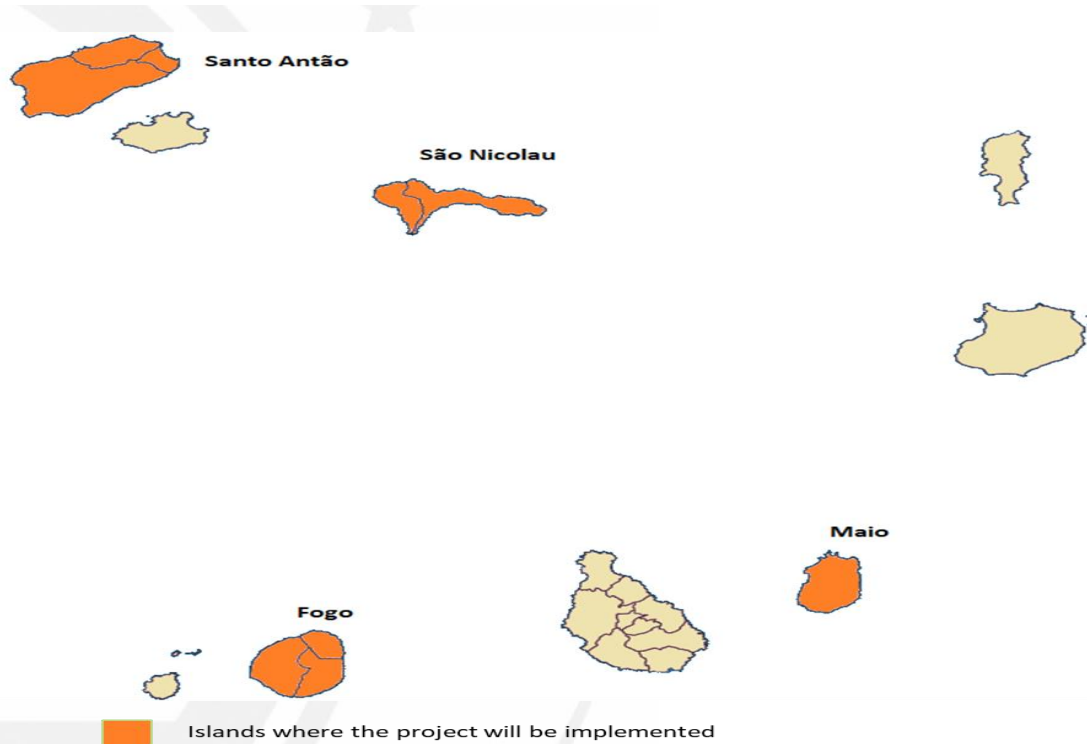 Santo Antão
São Nicolau
Maio
Fogo
Islands where the project will be implemented